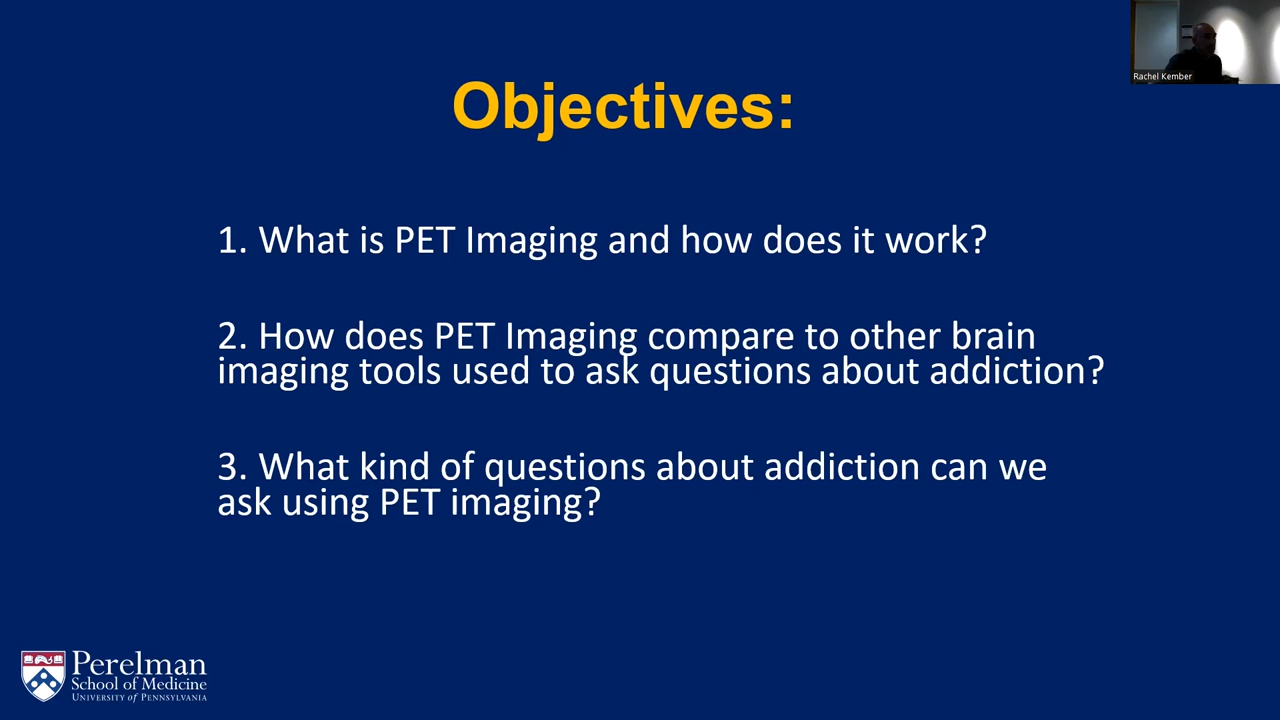 Rachel Kember
Objectives:
1. What is PET Imaging and how does it work?
2. How does PET Imaging compare to other brain
imaging tools used to ask questions about addiction?
3. What kind of questions about addiction can we
ask using PET imaging?
Perelman
School of Medicine
University of Pennsylvania